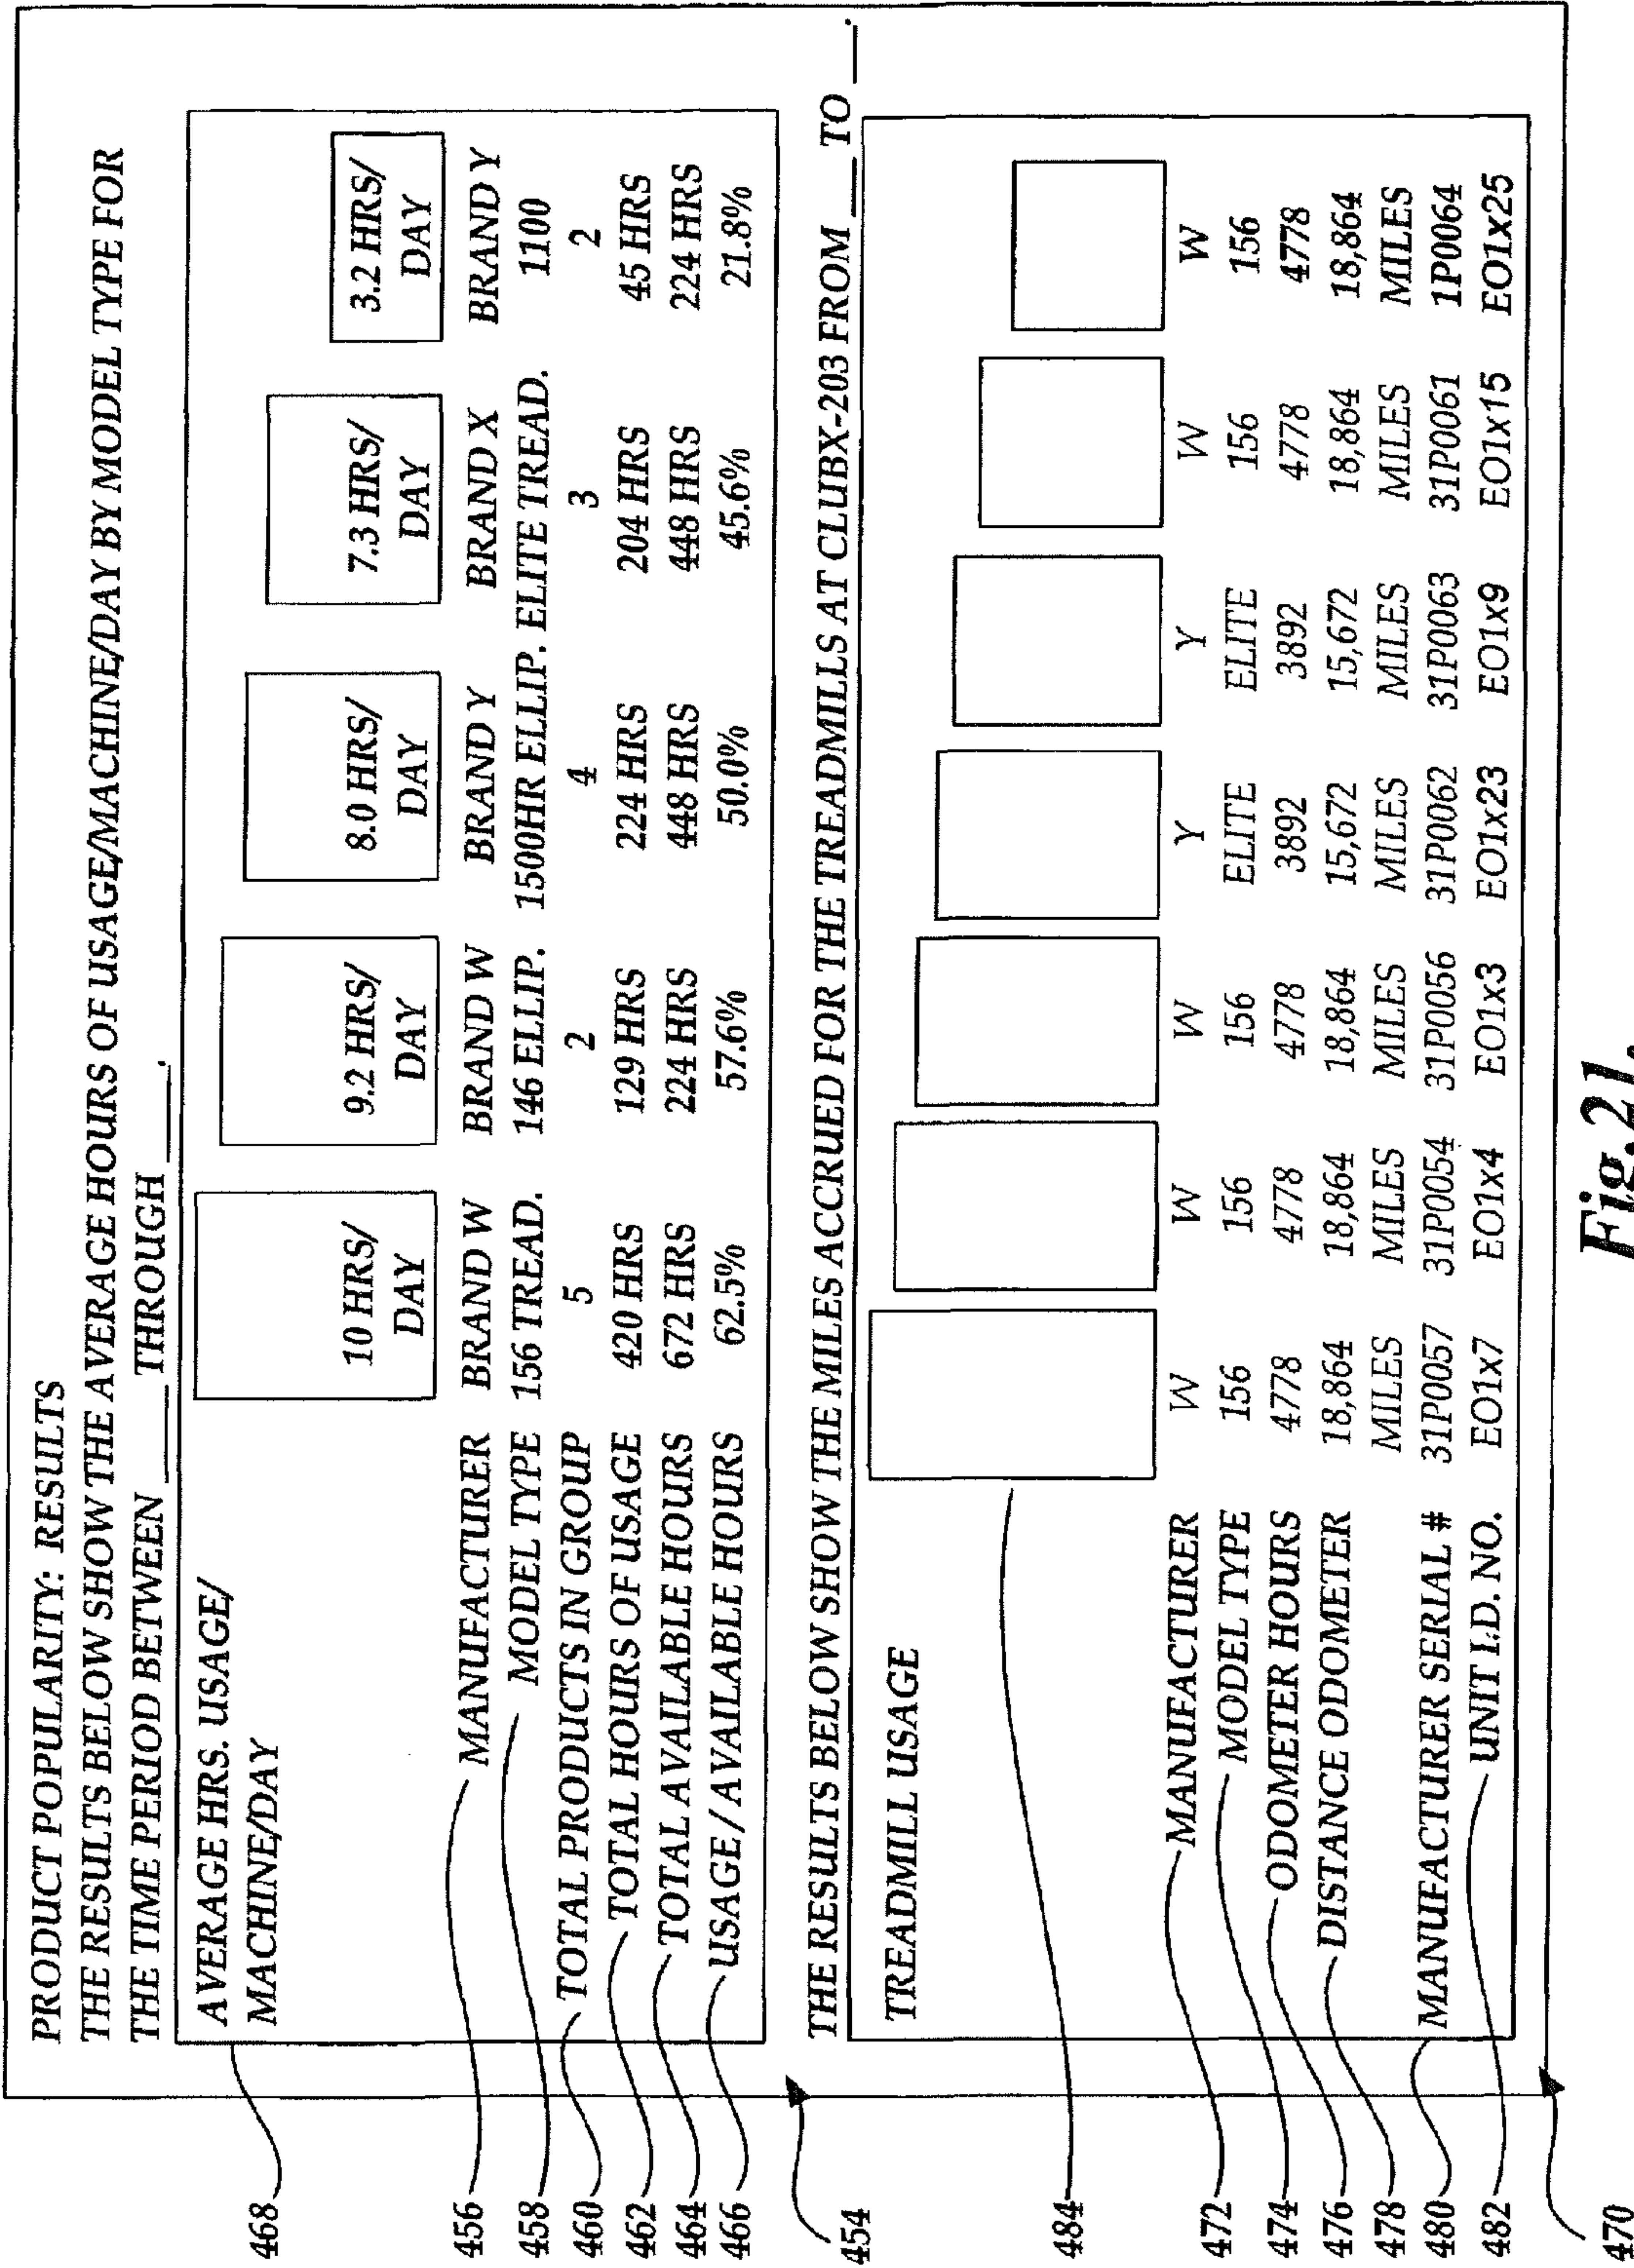 PRODUCT POPULARITY: RESULTS
THE RESULTS BELOW SHOW THE AVERAGE HOURS OF USAGE/MACHINE/DAY BY MODEL TYPE FOR
THE TIME PERIOD BETWEEN ____ THROUGH ____.
468
AVERAGE HRS. USAGE/
MACHINE/DAY
10 HRS/ 9.2 HRS/ 8.0 HRS/ 7.3 HRS/ 3.2 HRS/
DAY DAY DAY DAY DAY
456 MANUFACTURER BRAND W BRAND W BRAND Y BRAND X BRAND Y
458 MODEL TYPE 156 TREAD. 146 ELLIP. 1500HR ELLIP. ELITE TREAD. 1100
460 TOTAL PRODUCTS IN GROUP 5 2 4 3 2
462 TOTAL HOURS OF USAGE 420 HRS 129 HRS 224 HRS 204 HRS 45 HRS
464 TOTAL AVAILABLE HOURS 672 HRS 224 HRS 448 HRS 448 HRS 224 HRS
466 USAGE / AVAILABLE HOURS 62.5% 57.6% 50.0% 45.6% 21.8%
454
THE RESULTS BELOW SHOW THE MILES ACCRUED FOR THE TREADMILLS AT CLUBX-203 FROM ___ TO ___.
TREADMILL USAGE
484
472 MANUFACTURER W W W Y Y W W
474 MODEL TYPE 156 156 156 ELITE ELITE 156 156
476 ODOMETER HOURS 4778 4778 4778 3892 3892 4778 4778
478 DISTANCE ODOMETER 18,864 18,864 18,864 15,672 15,672 18,864 18,864
MILES MILES MILES MILES MILES MILES MILES
480 MANUFACTURER SERIAL # 31P0057 31P0054 31P0056 31P0062 31P0063 31P0061 1P0064
482 UNIT I.D. NO. EO1x7 EO1x4 EO1x3 EO1x23 EO1x9 EO1x15 EO1x25
470
Fig.21.